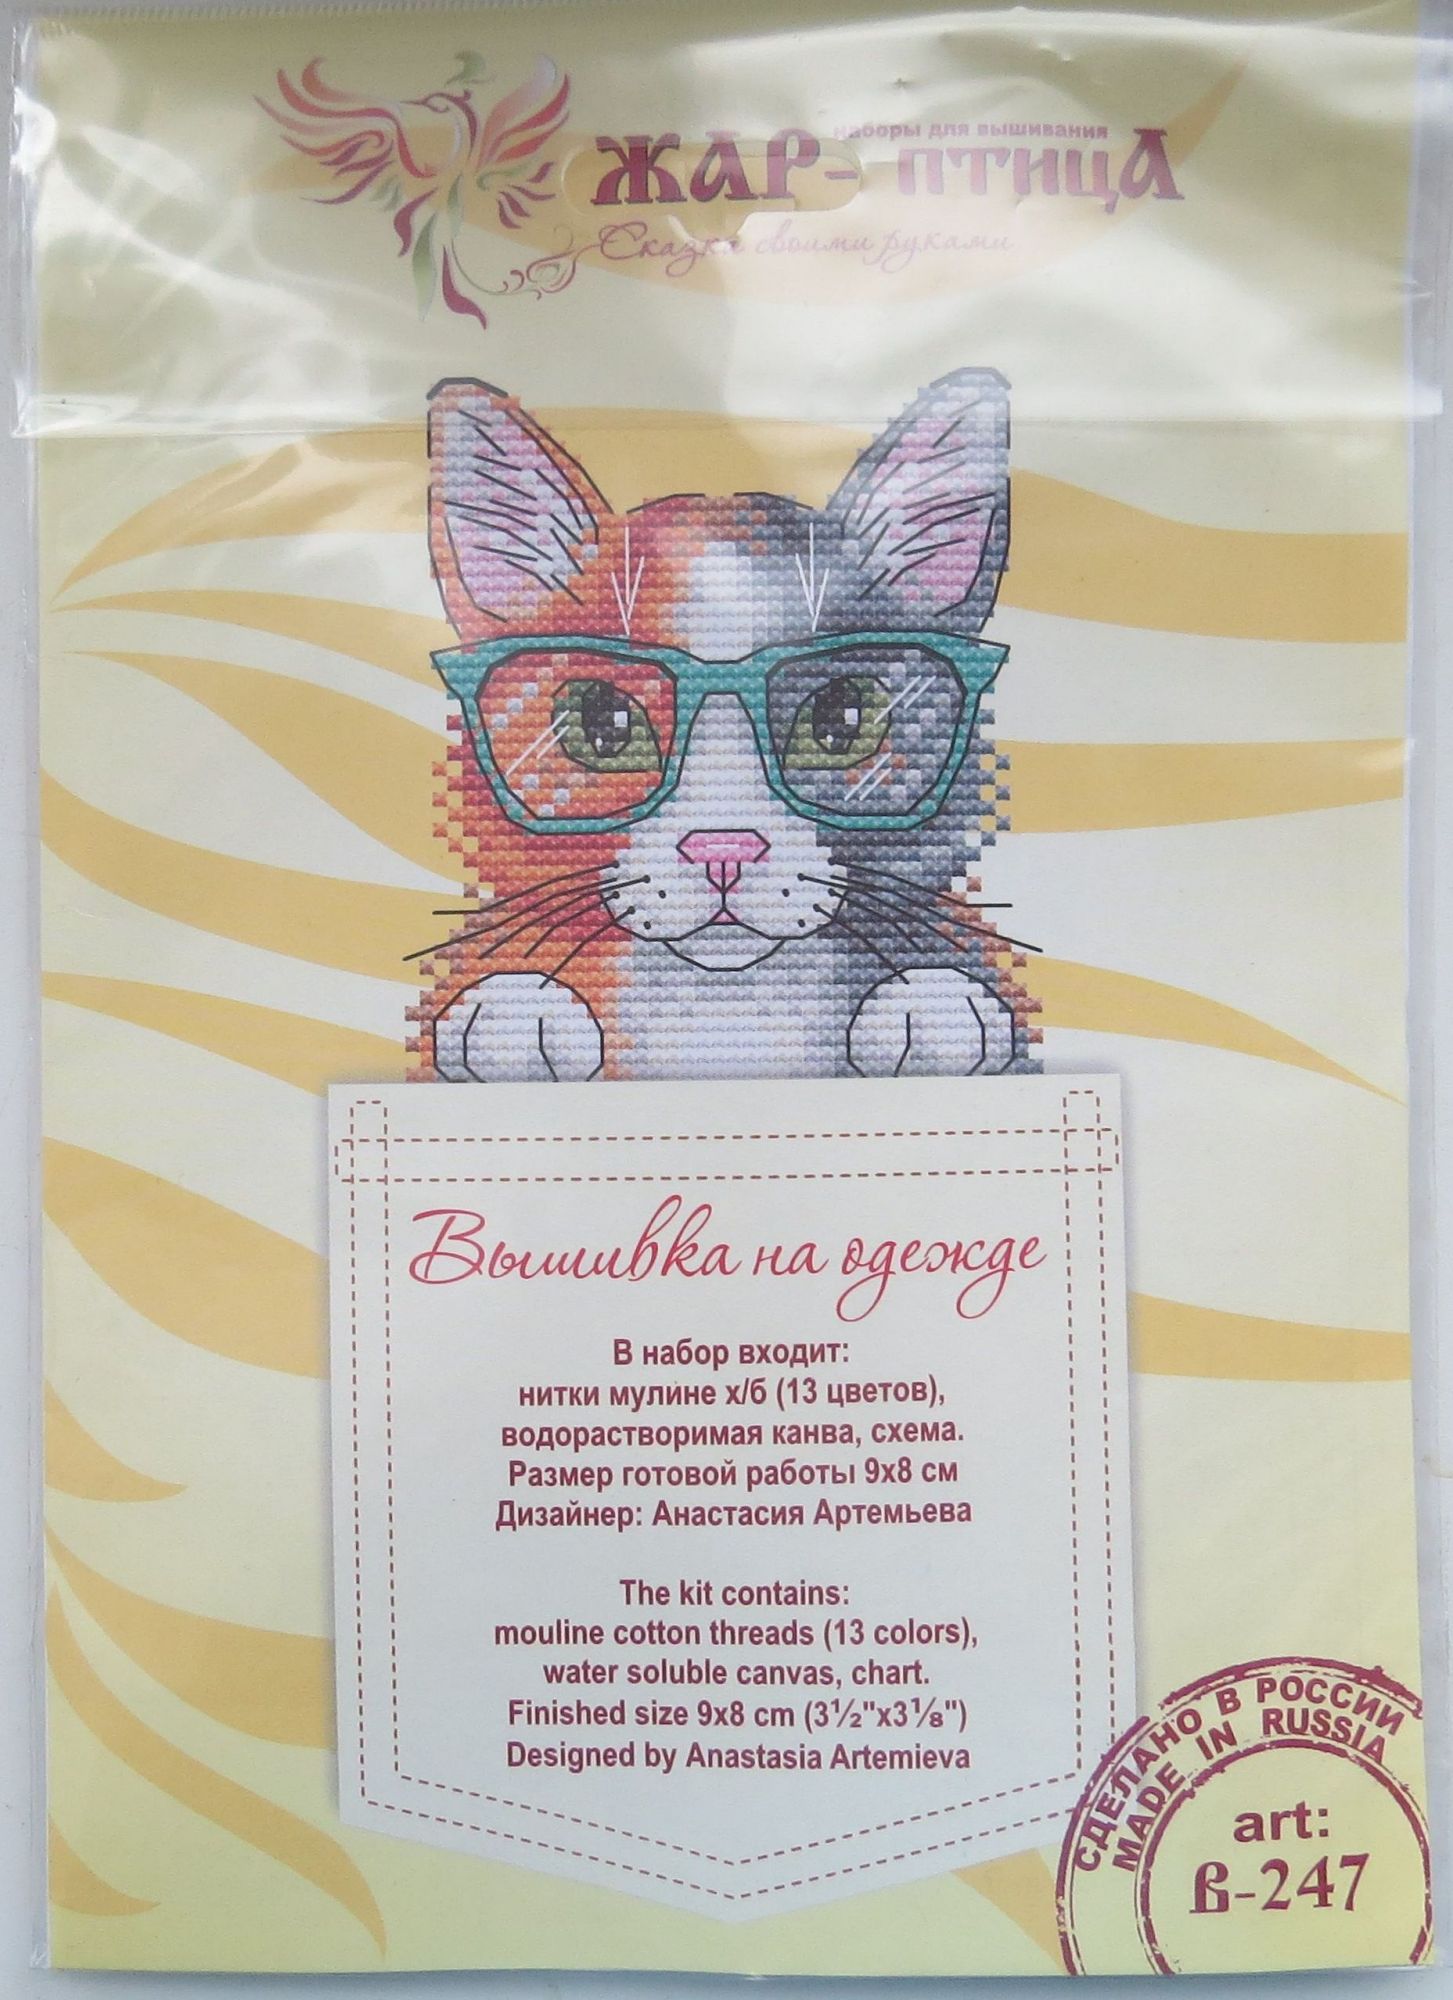 наборы для вышивания
ЖАР-ПТИЦА
Сказка своими руками
Вышивка на одежде
В набор входит:
нитки мулине х/б (13 цветов),
водорастворимая канва, схема.
Размер готовой работы 9х8 см
Дизайнер: Анастасия Артемьева
The kit contains:
mouline cotton threads (13 colors),
water soluble canvas, chart.
Finished size 9x8 cm (3½"x3⅛")
Designed by Anastasia Artemieva
СДЕЛАНО В РОССИИ
MADE IN RUSSIA
art:
В-247